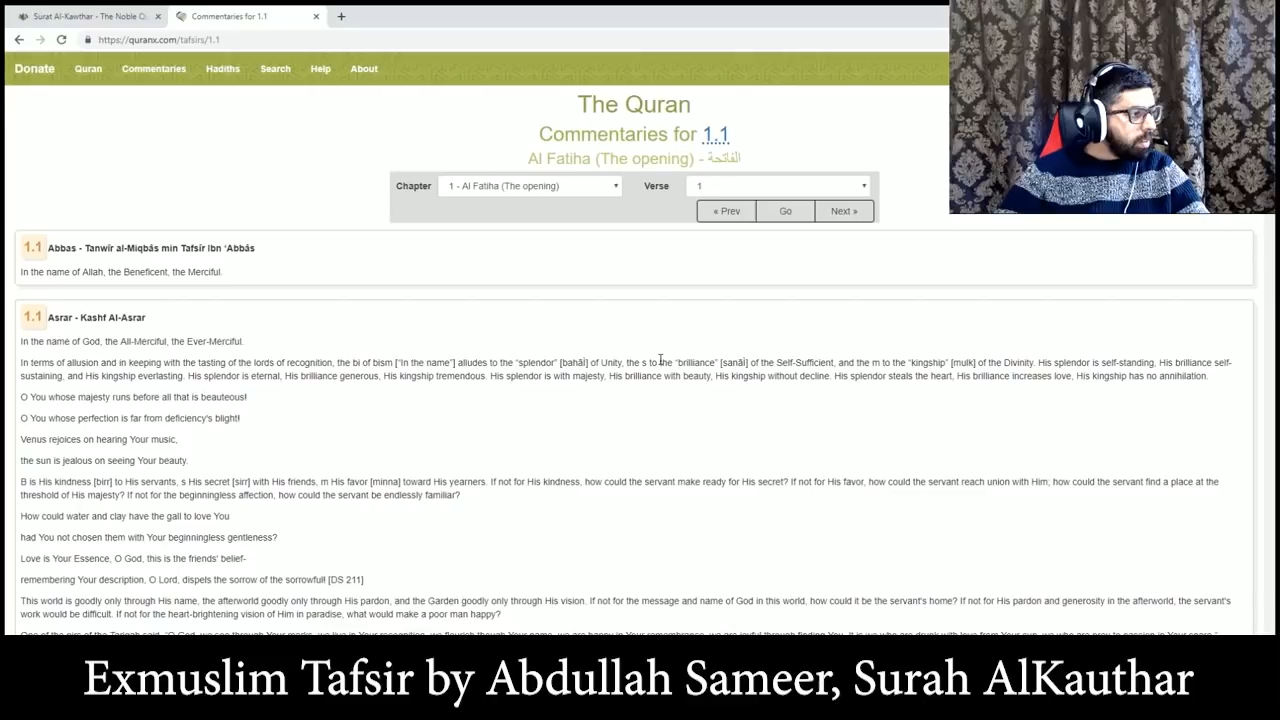 Surat Al-Kawthar - The Noble Q
Commentaries for 1.1
https://quranx.com/tafsirs/1.1
Donate Quran Commentaries Hadiths Search Help About
The Quran
Commentaries for 1.1
Al Fatiha (The opening) - الفاتحة
Chapter 1 - Al Fatiha (The opening) Verse 1
« Prev Go Next »
1.1 Abbas - Tanwîr al-Miqbâs min Tafsîr Ibn ‘Abbâs
In the name of Allah, the Beneficent, the Merciful.
1.1 Asrar - Kashf Al-Asrar
In the name of God, the All-Merciful, the Ever-Merciful.
In terms of allusion and in keeping with the tasting of the lords of recognition, the bi of bism ["In the name"] alludes to the "splendor" [bahāÌ] of Unity, the s to the "brilliance" [sanāÌ] of the Self-Sufficient, and the m to the "kingship" [mulk] of the Divinity. His splendor is self-standing, His brilliance self-
sustaining, and His kingship everlasting. His splendor is eternal, His brilliance generous, His kingship tremendous. His splendor is with majesty, His brilliance with beauty, His kingship without decline. His splendor steals the heart, His brilliance increases love, His kingship has no annihilation.
O You whose majesty runs before all that is beauteous!
O You whose perfection is far from deficiency's blight!
Venus rejoices on hearing Your music,
the sun is jealous on seeing Your beauty.
B is His kindness [birr] to His servants, s His secret [sirr] with His friends, m His favor [minna] toward His yearners. If not for His kindness, how could the servant make ready for His secret? If not for His favor, how could the servant reach union with Him; how could the servant find a place at the
threshold of His majesty? If not for the beginningless affection, how could the servant be endlessly familiar?
How could water and clay have the gall to love You
had You not chosen them with Your beginningless gentleness?
Love is Your Essence, O God, this is the friends' belief-
remembering Your description, O Lord, dispels the sorrow of the sorrowful! [DS 211]
This world is goodly only through His name, the afterworld goodly only through His pardon, and the Garden goodly only through His vision. If not for the message and name of God in this world, how could it be the servant's home? If not for His pardon and generosity in the afterworld, the servant's
work would be difficult. If not for the heart-brightening vision of Him in paradise, what would make a poor man happy?
Exmuslim Tafsir by Abdullah Sameer, Surah AlKauthar